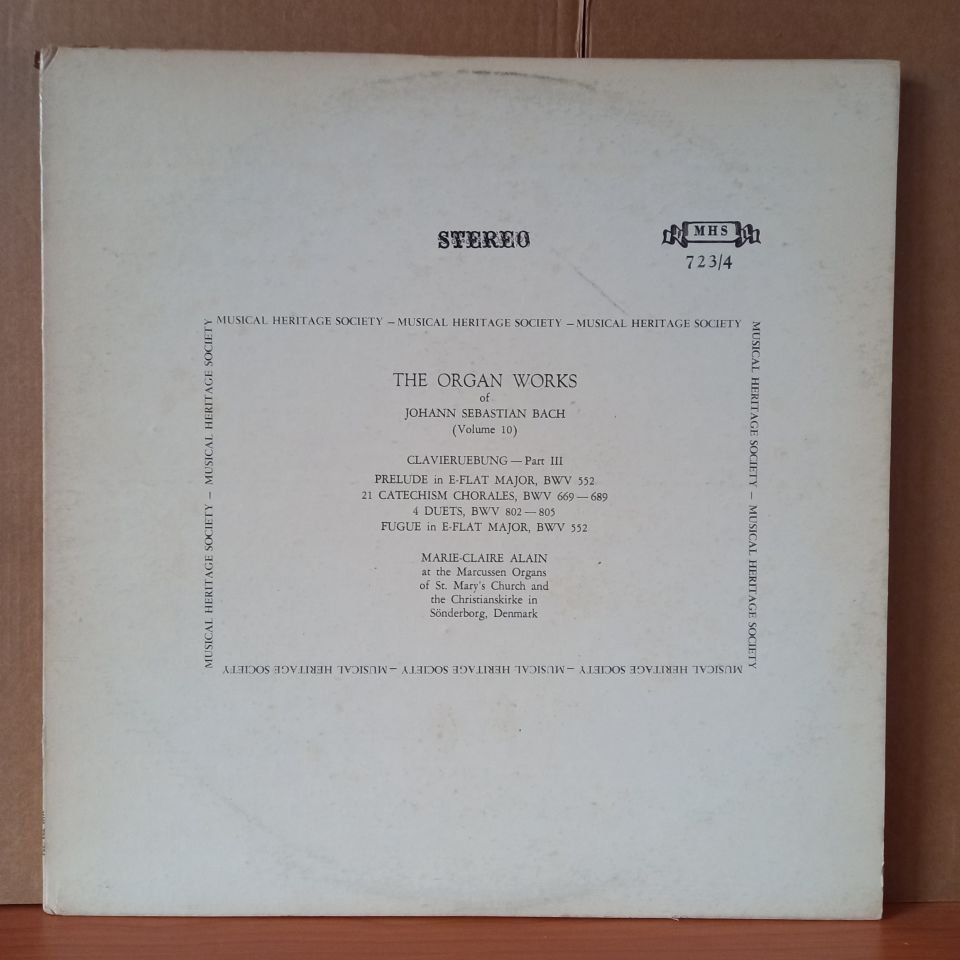 STEREO
MHS
723/4
MUSICAL HERITAGE SOCIETY — MUSICAL HERITAGE SOCIETY — MUSICAL HERITAGE SOCIETY
MUSICAL HERITAGE SOCIETY — MUSICAL HERITAGE SOCIETY
MUSICAL HERITAGE SOCIETY — MUSICAL HERITAGE SOCIETY
THE ORGAN WORKS
of
JOHANN SEBASTIAN BACH
(Volume 10)
CLAVIERUEBUNG — Part III
PRELUDE in E-FLAT MAJOR, BWV 552
21 CATECHISM CHORALES, BWV 669 — 689
4 DUETS, BWV 802 — 805
FUGUE in E-FLAT MAJOR, BWV 552
MARIE-CLAIRE ALAIN
at the Marcussen Organs
of St. Mary's Church and
the Christianskirke in
Sönderborg, Denmark
MUSICAL HERITAGE SOCIETY — MUSICAL HERITAGE SOCIETY — MUSICAL HERITAGE SOCIETY